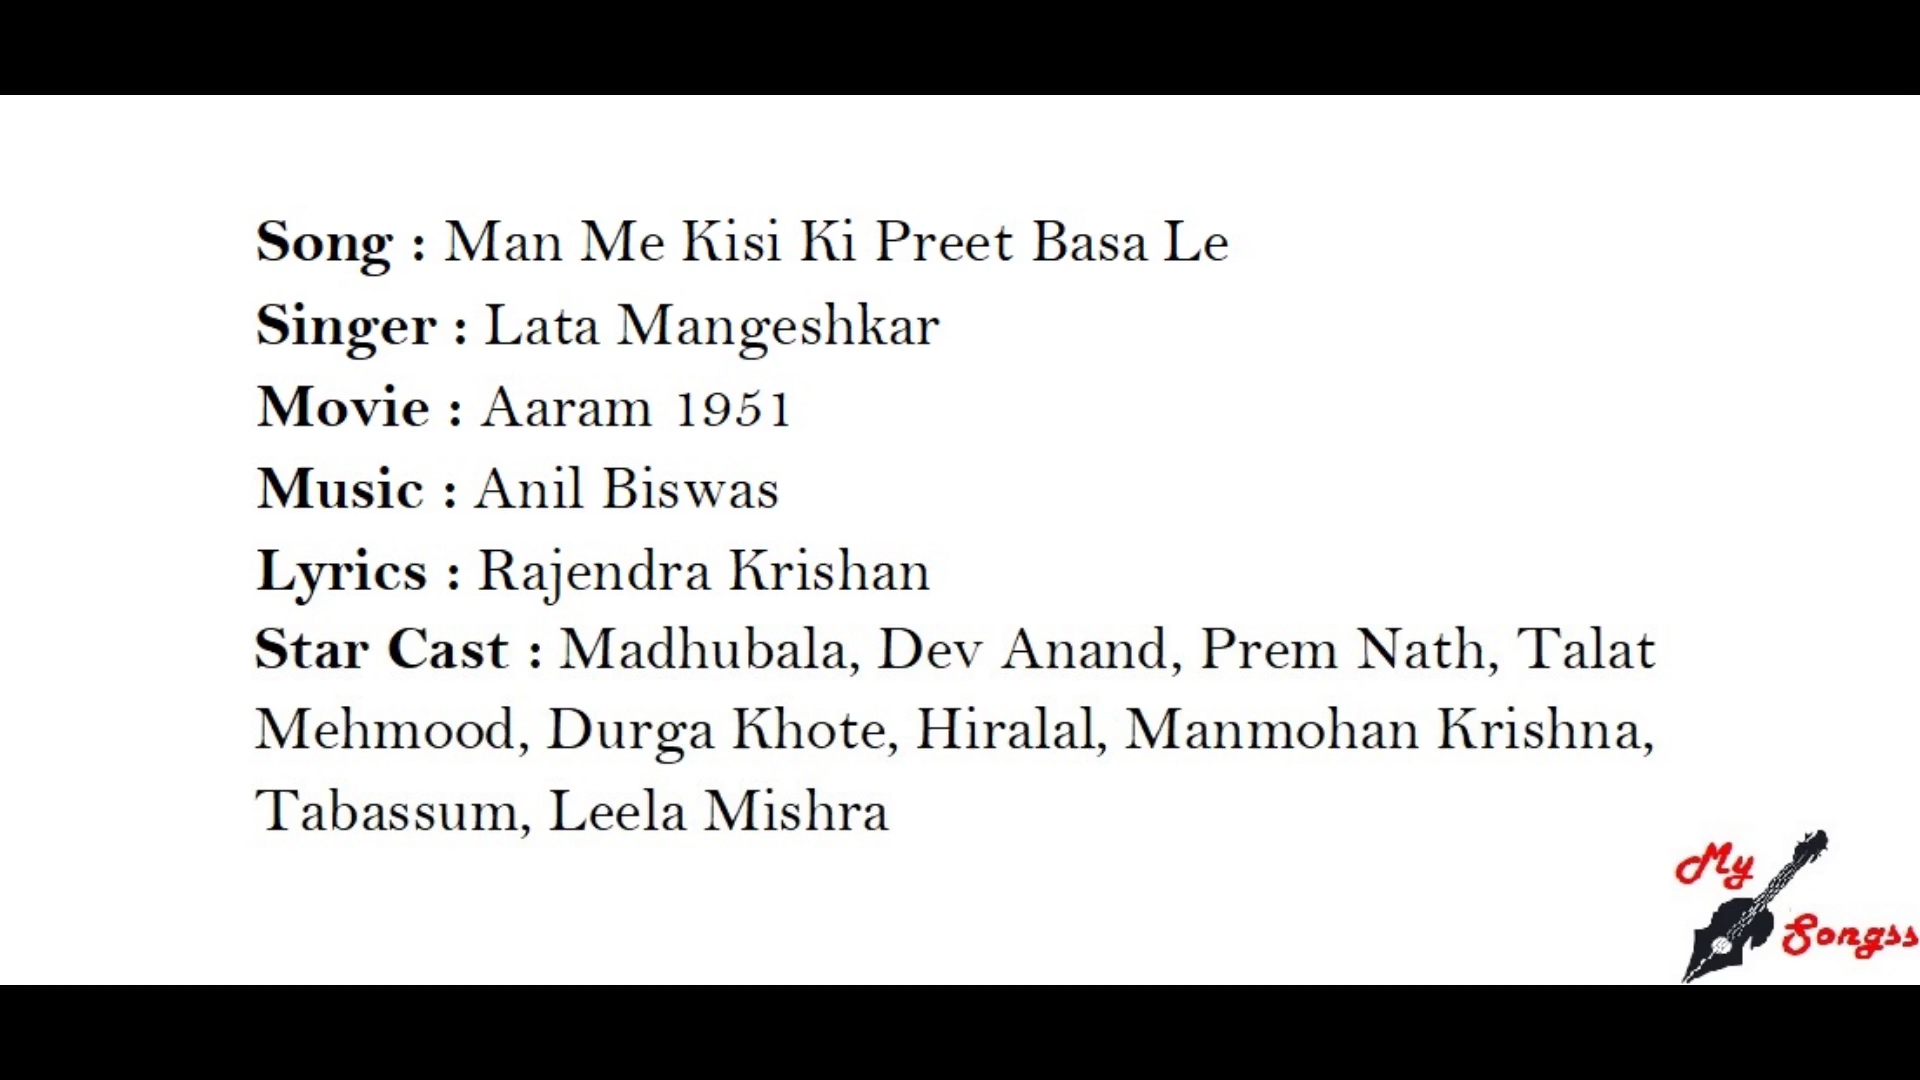 Song : Man Me Kisi Ki Preet Basa Le
Singer : Lata Mangeshkar
Movie : Aaram 1951
Music : Anil Biswas
Lyrics : Rajendra Krishan
Star Cast : Madhubala, Dev Anand, Prem Nath, Talat
Mehmood, Durga Khote, Hiralal, Manmohan Krishna,
Tabassum, Leela Mishra
My
Songss